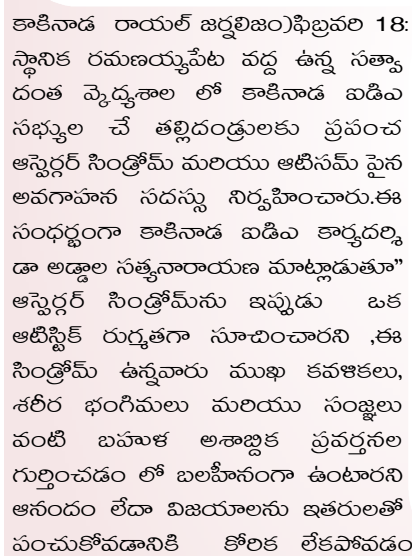 కాకినాడ రాయల్ జర్నలిజం)ఫిబ్రవరి 18:
స్థానిక రమణయ్యపేట వద్ద ఉన్న సత్యా
దంత వ్కెద్యశాల లో కాకినాడ ఐడిఎ
సభ్యుల చే తల్లిదండ్రులకు ప్రపంచ
ఆస్పెర్గర్ సిండ్రోమ్ మరియు ఆటిసమ్ పైన
అవగాహన సదస్సు నిర్వహించారు.ఈ
సంధర్భంగా కాకినాడ ఐడిఎ కార్యదర్శి
డా అడ్డాల సత్యనారాయణ మాట్లాడుతూ”
ఆస్పెర్గర్ సిండ్రోమ్‌ను ఇప్పుడు ఒక
ఆటిస్టిక్ రుగ్మతగా సూచించారని ,ఈ
సిండ్రోమ్ ఉన్నవారు ముఖ కవళికలు,
శరీర భంగిమలు మరియు సంజ్ఞలు
వంటి బహుళ అశాబ్దిక ప్రవర్తనల
గుర్తించడం లో బలహీనంగా ఉంటారని
ఆనందం లేదా విజయాలను ఇతరులతో
పంచుకోవడానికి కోరిక లేకపోవడం